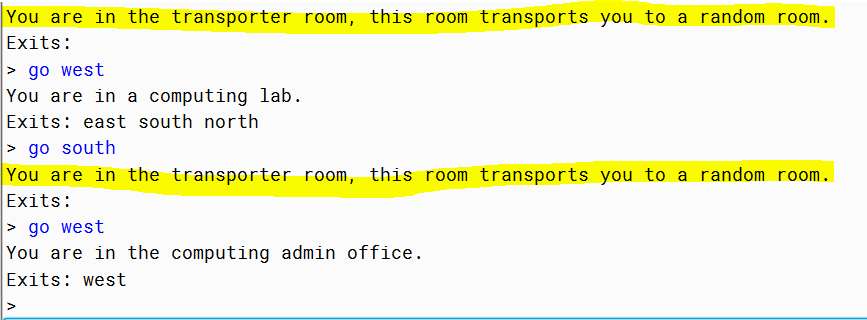 You are in the transporter room, this room transports you to a random room.
Exits:
> go west
You are in a computing lab.
Exits: east south north
> go south
You are in the transporter room, this room transports you to a random room.
Exits:
> go west
You are in the computing admin office.
Exits: west
>